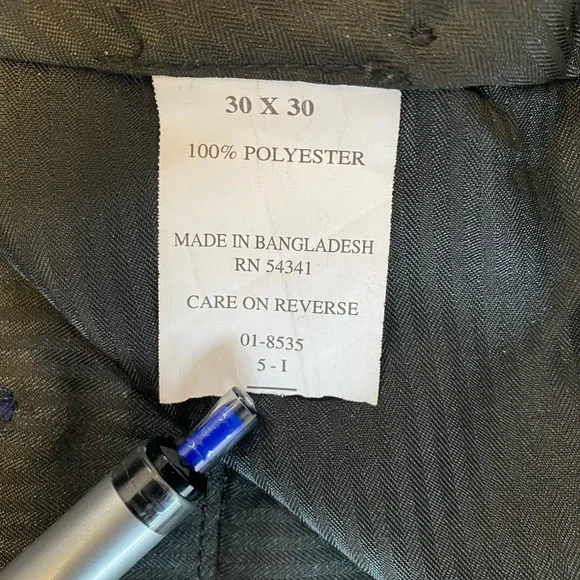 30 X 30
100% POLYESTER
MADE IN BANGLADESH
RN 54341
CARE ON REVERSE
01-8535
5 - I